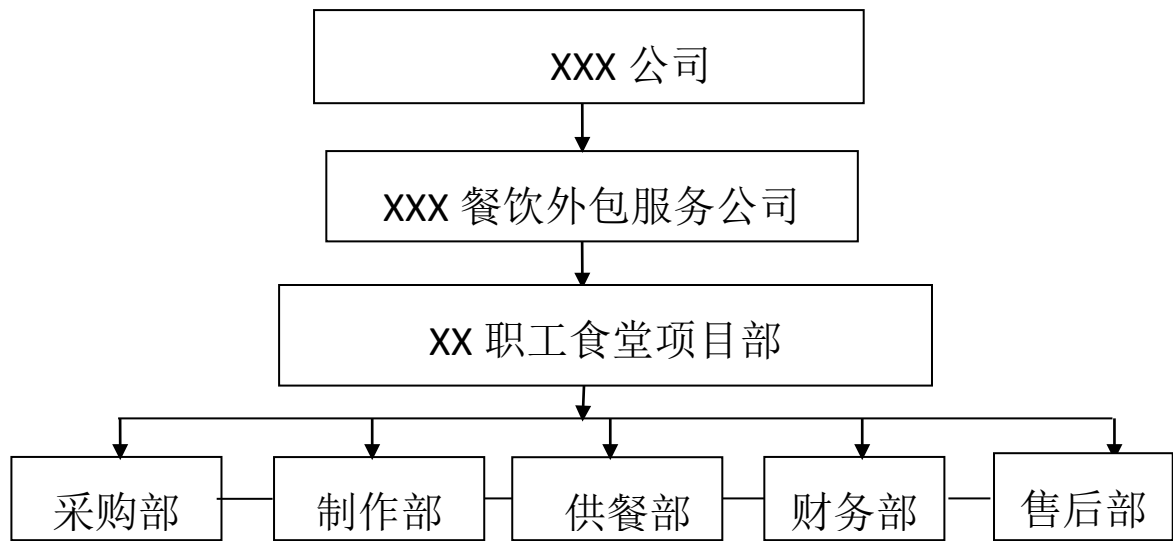 XXX 公司
XXX 餐饮外包服务公司
XX 职工食堂项目部
采购部
制作部
供餐部
财务部
售后部